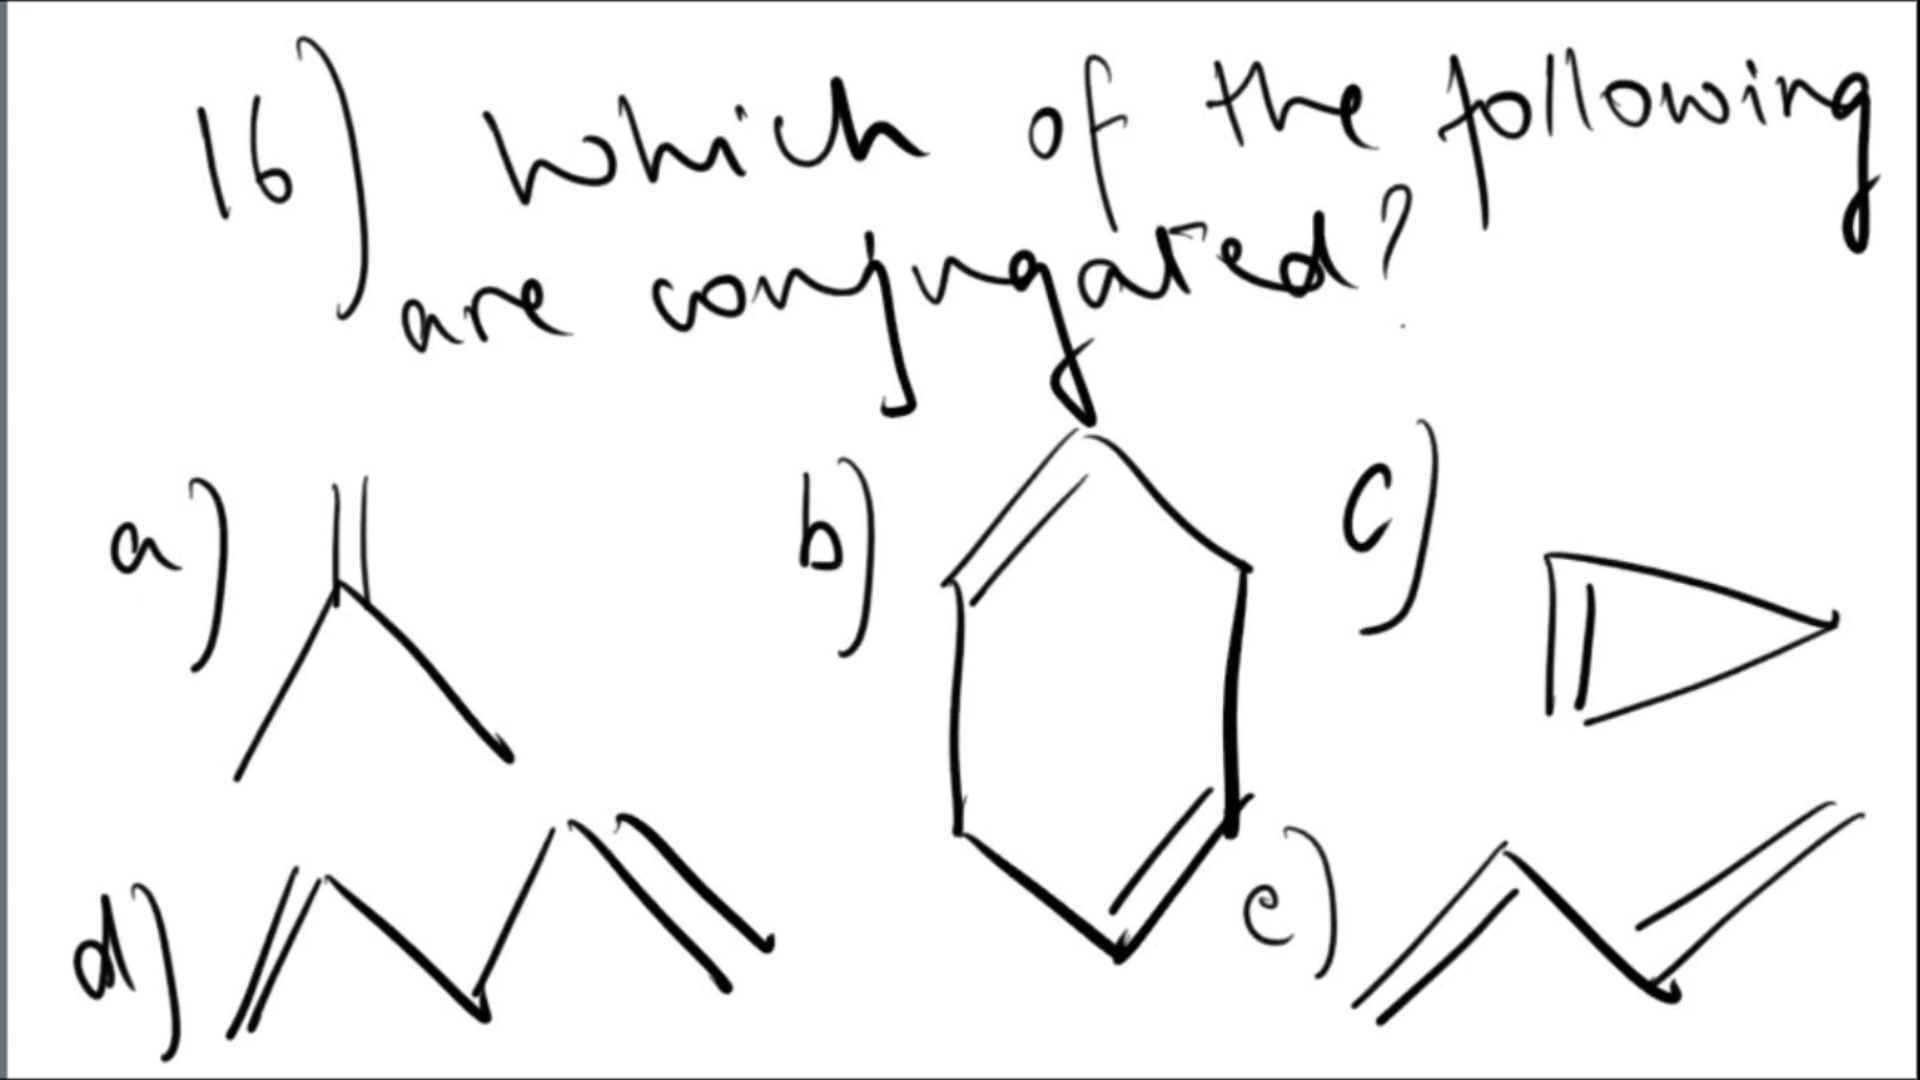 16) which of the following
are conjugated?
a) b) c)
d) e)